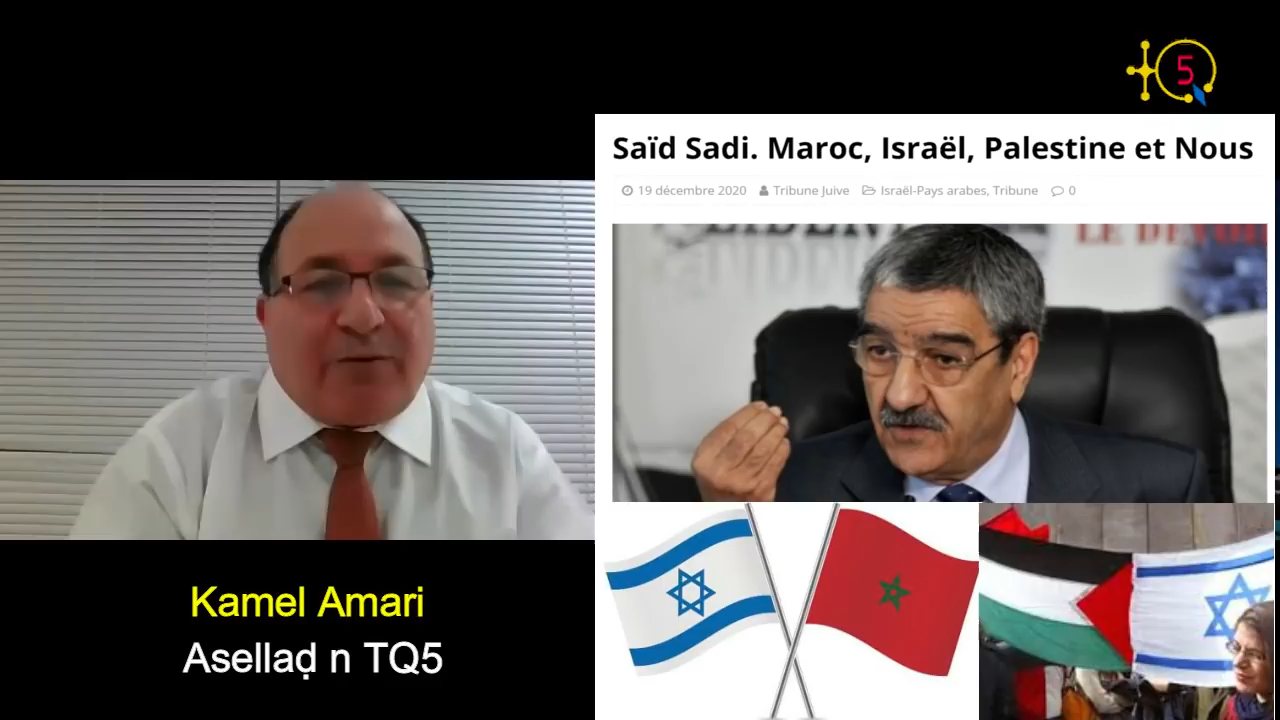 5
Saïd Sadi. Maroc, Israël, Palestine et Nous
19 décembre 2020 Tribune Juive Israël-Pays arabes, Tribune 0
Kamel Amari
Asellaḍ n TQ5